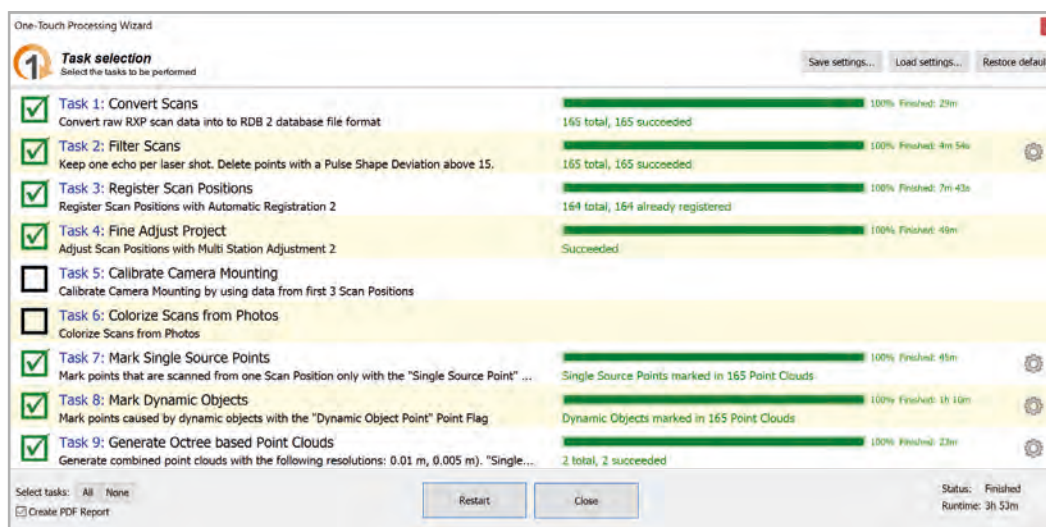 One-Touch Processing Wizard
1
Task selection
Select the tasks to be performed
Save settings... Load settings... Restore defaul
Task 1: Convert Scans
Convert raw RXP scan data into to RDB 2 database file format
100% Finished: 29m
165 total, 165 succeeded
Task 2: Filter Scans
Keep one echo per laser shot. Delete points with a Pulse Shape Deviation above 15.
100% Finished: 4m 54s
165 total, 165 succeeded
Task 3: Register Scan Positions
Register Scan Positions with Automatic Registration 2
100% Finished: 7m 43s
164 total, 164 already registered
Task 4: Fine Adjust Project
Adjust Scan Positions with Multi Station Adjustment 2
100% Finished: 49m
Succeeded
Task 5: Calibrate Camera Mounting
Calibrate Camera Mounting by using data from first 3 Scan Positions
Task 6: Colorize Scans from Photos
Colorize Scans from Photos
Task 7: Mark Single Source Points
Mark points that are scanned from one Scan Position only with the "Single Source Point" ...
100% Finished: 45m
Single Source Points marked in 165 Point Clouds
Task 8: Mark Dynamic Objects
Mark points caused by dynamic objects with the "Dynamic Object Point" Point Flag
100% Finished: 1h 10m
Dynamic Objects marked in 165 Point Clouds
Task 9: Generate Octree based Point Clouds
Generate combined point clouds with the following resolutions: 0.01 m, 0.005 m). "Single...
100% Finished: 23m
2 total, 2 succeeded
Select tasks: All None
Create PDF Report
Restart Close
Status: Finished
Runtime: 3h 53m